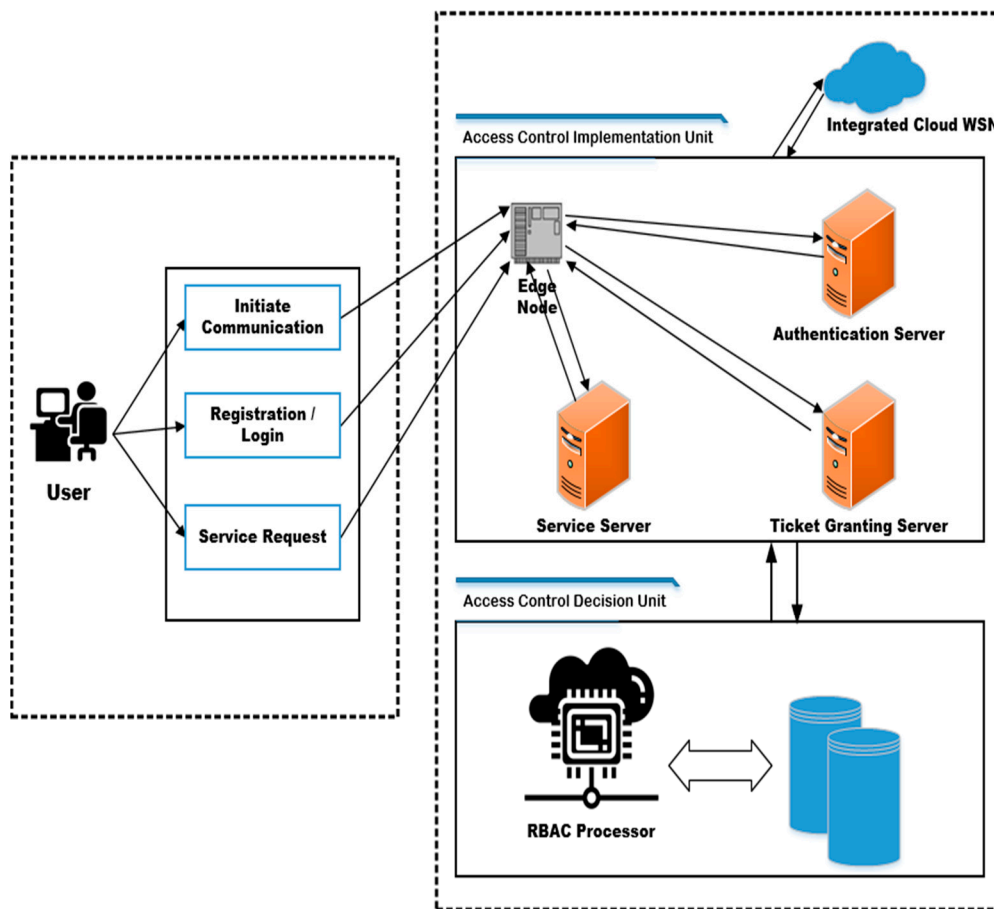 Integrated Cloud WSN
Access Control Implementation Unit
Edge
Node
Initiate
Communication
Authentication Server
Registration /
Login
User
Service Request
Service Server
Ticket Granting Server
Access Control Decision Unit
RBAC Processor